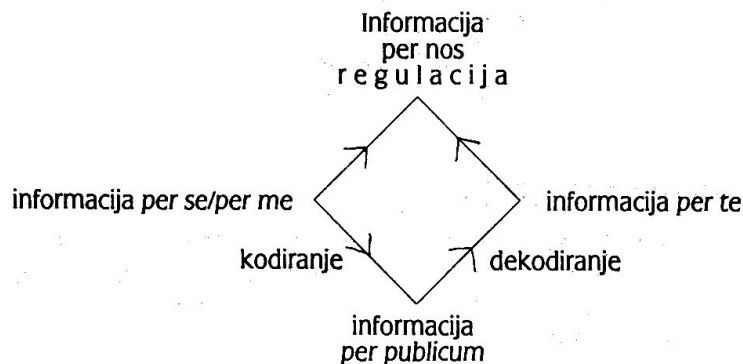 Informacija
per nos
regulacija
informacija per se/per me
informacija per te
kodiranje
dekodiranje
informacija
per publicum